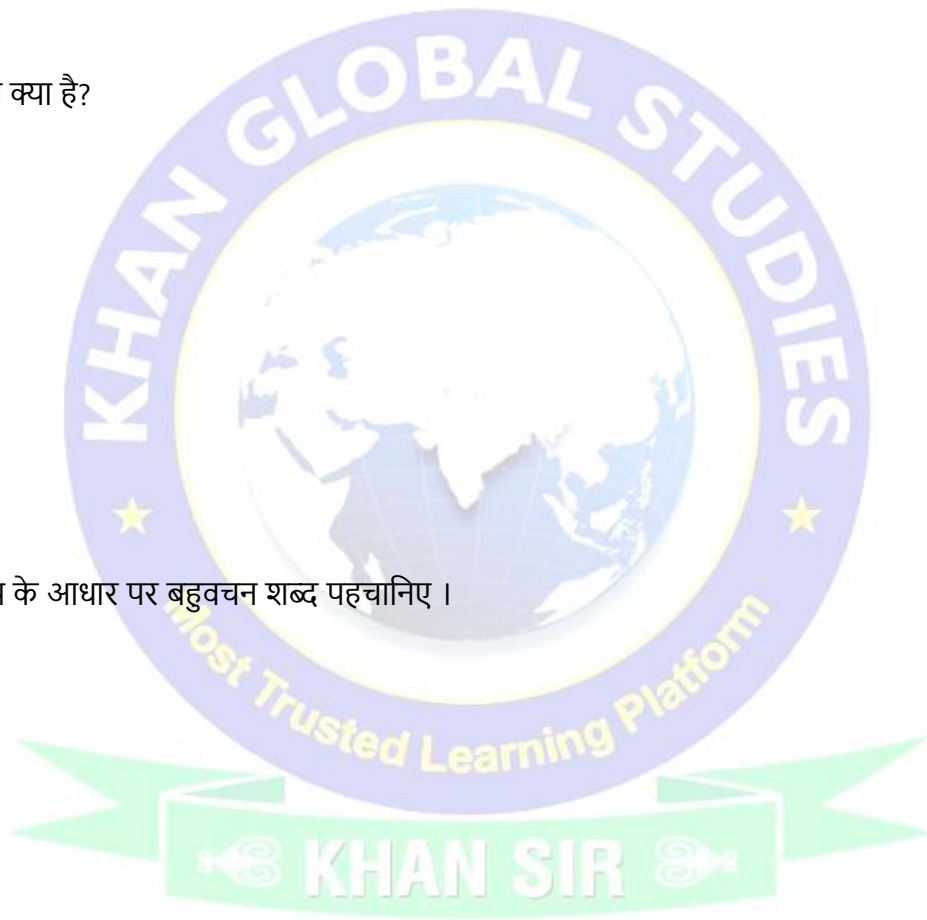 क्या है?
KHAN GLOBAL STUDIES
के आधार पर बहुवचन शब्द पहचानिए ।
Most Trusted Learning Platform
KHAN SIR